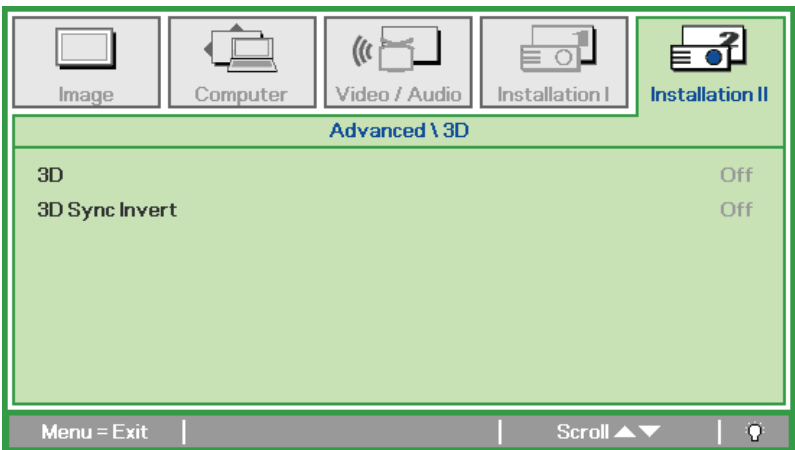 Image Computer Video / Audio Installation I Installation II
Advanced \ 3D
3D Off
3D Sync Invert Off
Menu = Exit Scroll ▲▼